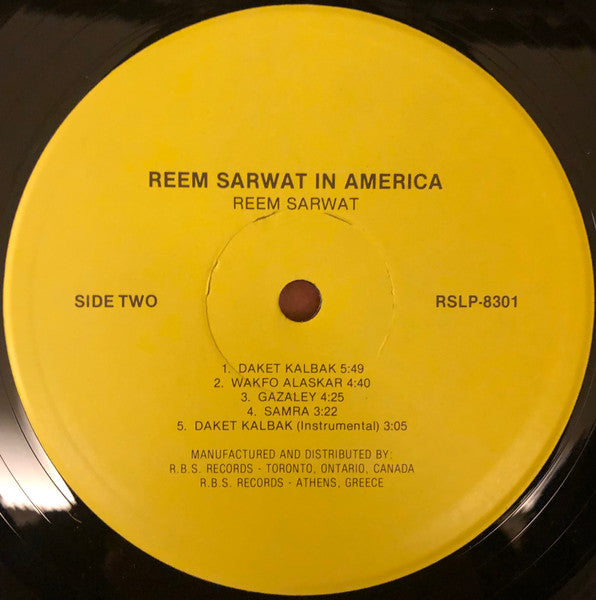 REEM SARWAT IN AMERICA
REEM SARWAT
SIDE TWO
RSLP-8301
1. DAKET KALBAK 5:49
2. WAKFO ALASKAR 4:40
3. GAZALEY 4:25
4. SAMRA 3:22
5. DAKET KALBAK (Instrumental) 3:05
MANUFACTURED AND DISTRIBUTED BY:
R.B.S. RECORDS - TORONTO, ONTARIO, CANADA
R.B.S. RECORDS - ATHENS, GREECE